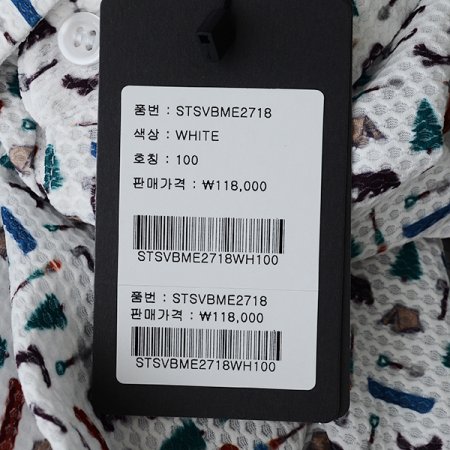 품번 : STSVBME2718
색상 : WHITE
호칭 : 100
판매가격 : ₩118,000
STSVBME2718WH100
품번 : STSVBME2718
판매가격 : ₩118,000
STSVBME2718WH100